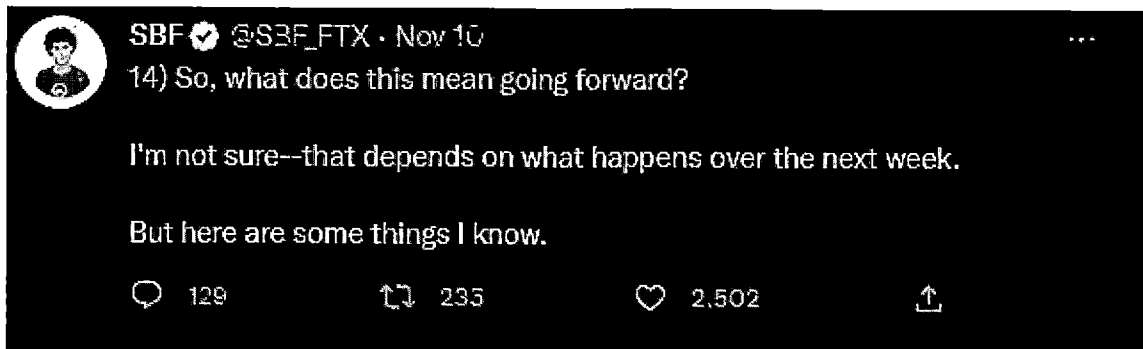 SBF @SBF_FTX · Nov 10
14) So, what does this mean going forward?
I'm not sure--that depends on what happens over the next week.
But here are some things I know.
129 235 2,502